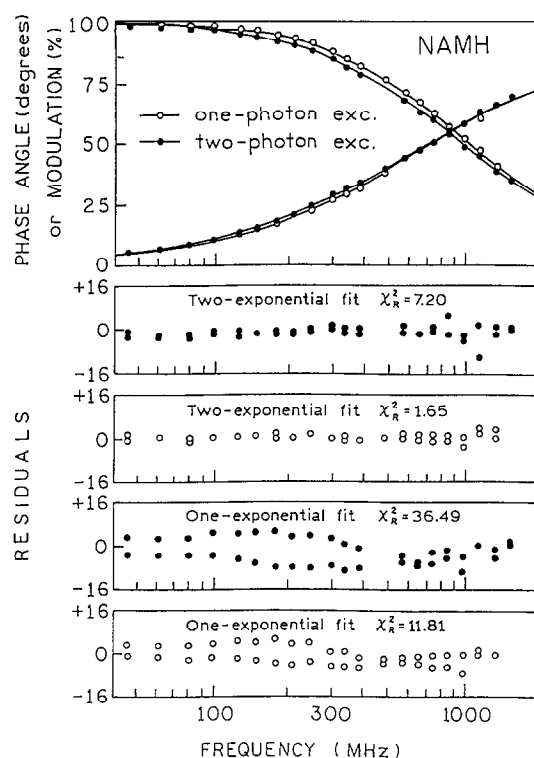 100
NAMH
75
50
25
0
PHASE ANGLE (degrees)
or MODULATION (%)
one-photon exc.
two-photon exc.
+16
Two-exponential fit χ²R = 7.20
0
-16
+16
Two-exponential fit χ²R = 1.65
0
-16
+16
One-exponential fit χ²R = 36.49
0
-16
+16
One-exponential fit χ²R = 11.81
0
-16
RESIDUALS
100
300
1000
FREQUENCY (MHz)